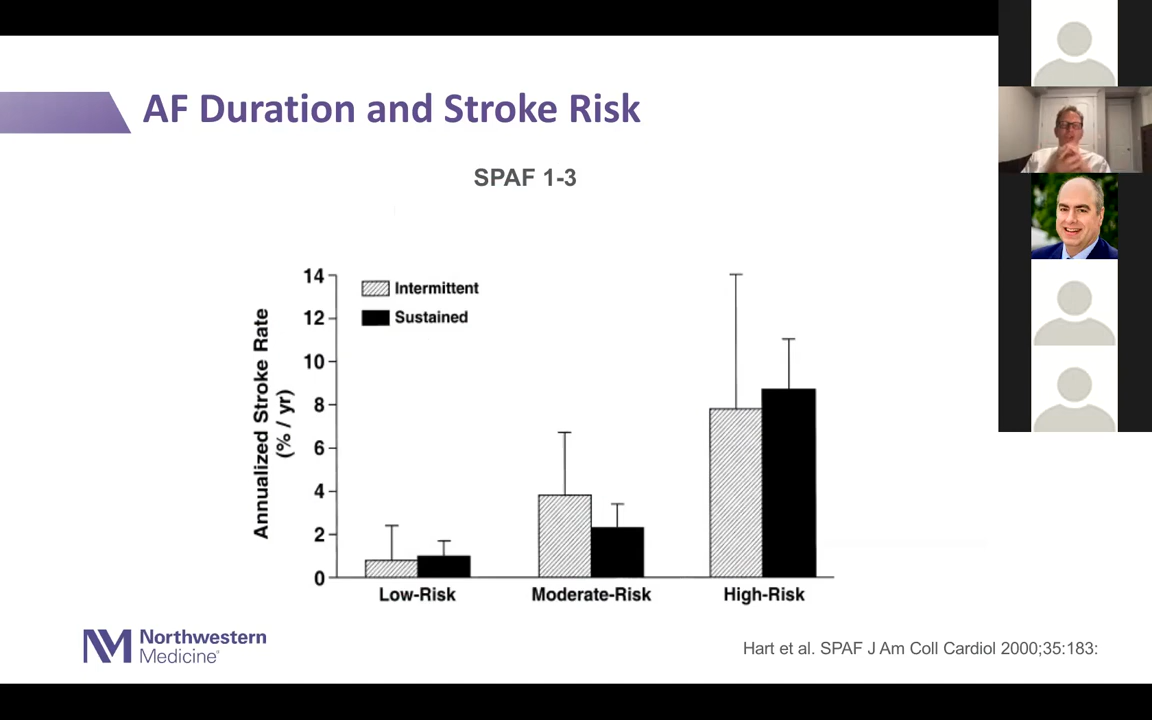 AF Duration and Stroke Risk
SPAF 1-3
14
12
10
8
6
4
2
0
Annualized Stroke Rate
(% / yr)
Intermittent
Sustained
Low-Risk
Moderate-Risk
High-Risk
NM Northwestern
Medicine®
Hart et al. SPAF J Am Coll Cardiol 2000;35:183: